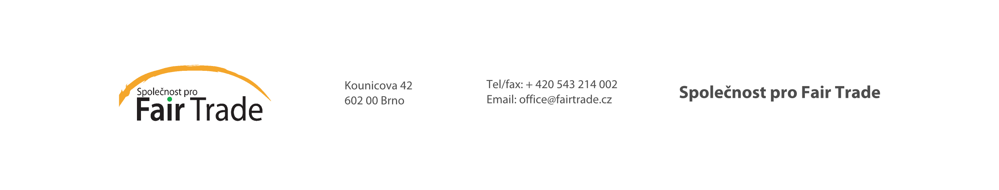 Společnost pro
Fair Trade
Kounicova 42
602 00 Brno
Tel/fax: + 420 543 214 002
Email: office@fairtrade.cz
Společnost pro Fair Trade